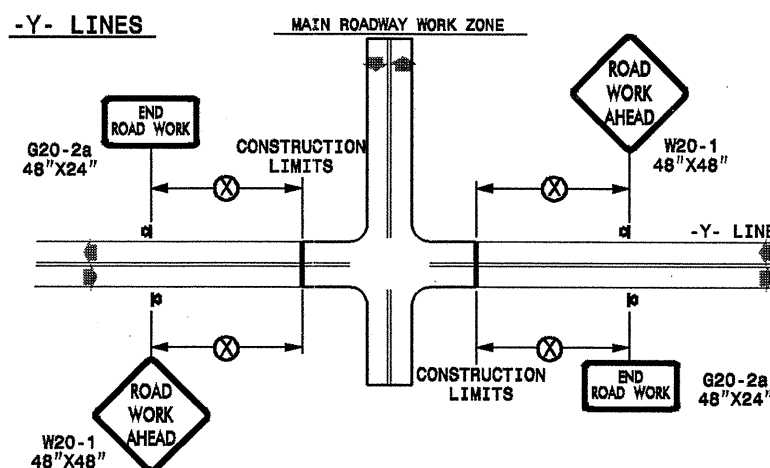 -Y- LINES
MAIN ROADWAY WORK ZONE
END
ROAD WORK
G20-2a
48"X24"
CONSTRUCTION
LIMITS
X
X
ROAD
WORK
AHEAD
W20-1
48"X48"
-Y- LINE
X
X
ROAD
WORK
AHEAD
W20-1
48"X48"
CONSTRUCTION
LIMITS
END
ROAD WORK
G20-2a
48"X24"